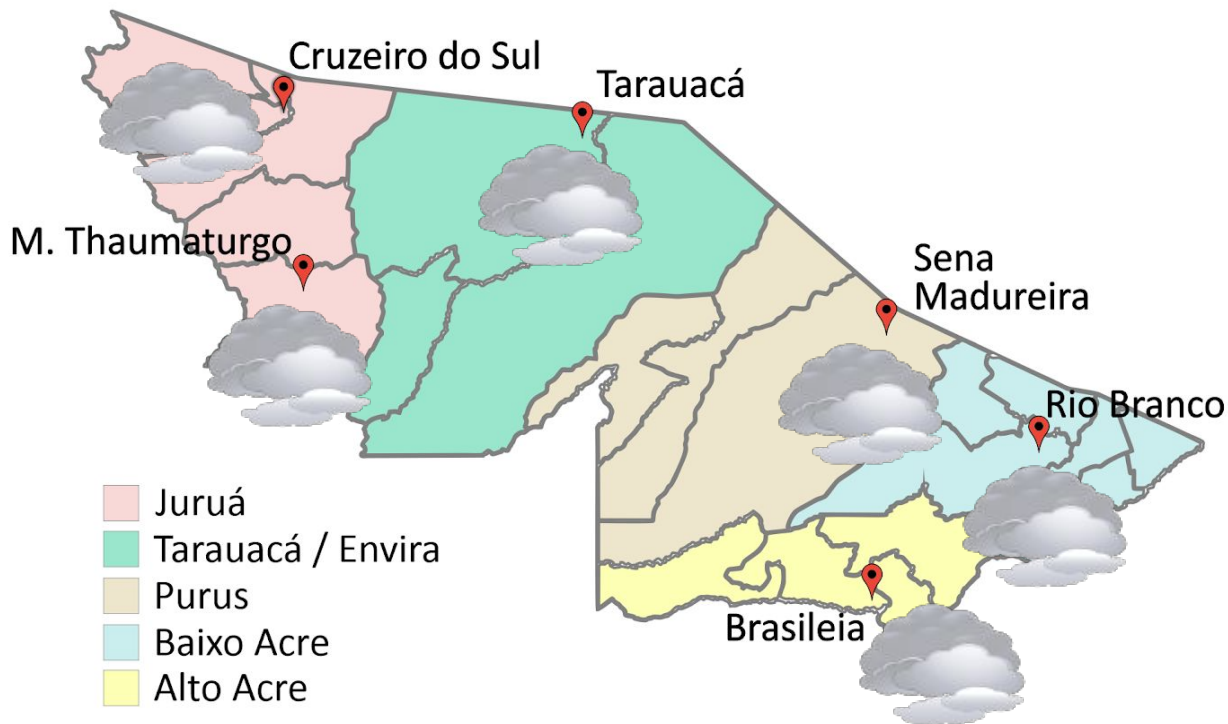 Cruzeiro do Sul
Tarauacá
M. Thaumaturgo
Sena
Madureira
Rio Branco
Brasileia
Juruá
Tarauacá / Envira
Purus
Baixo Acre
Alto Acre